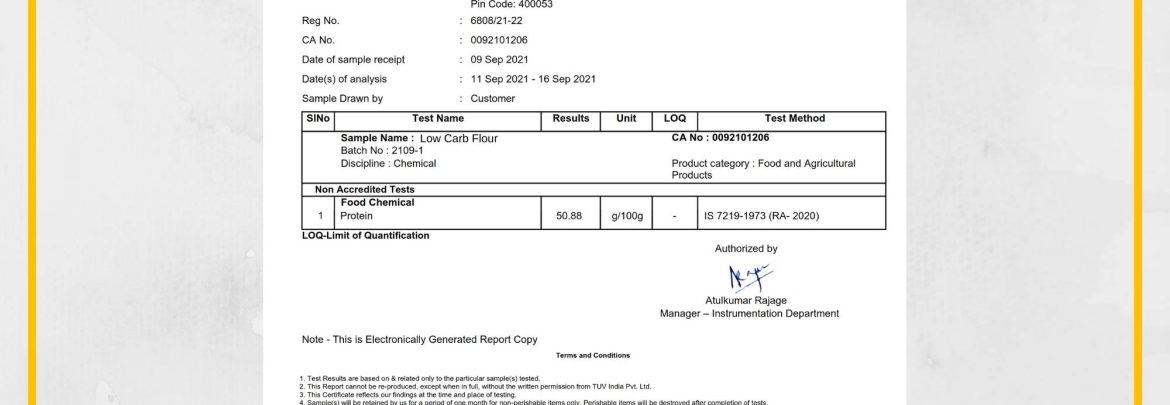 Pin Code: 400053
Reg No. : 6808/21-22
CA No. : 0092101206
Date of sample receipt : 09 Sep 2021
Date(s) of analysis : 11 Sep 2021 - 16 Sep 2021
Sample Drawn by : Customer
SlNo Test Name Results Unit LOQ Test Method
Sample Name : Low Carb Flour CA No : 0092101206
Batch No : 2109-1
Discipline : Chemical Product category : Food and Agricultural
Products
Non Accredited Tests
Food Chemical
1 Protein 50.88 g/100g - IS 7219-1973 (RA- 2020)
LOQ-Limit of Quantification
Authorized by
Atulkumar Rajage
Manager – Instrumentation Department
Note - This is Electronically Generated Report Copy
Terms and Conditions
1. Test Results are based on & related only to the particular sample(s) tested.
2. This Report cannot be re-produced, except when in full, without the written permission from TUV India Pvt. Ltd.
3. This Certificate reflects our findings at the time and place of testing.
4. Sample(s) will be retained by us for a period of one month for non-perishable items only. Perishable items will be destroyed after completion of tests.